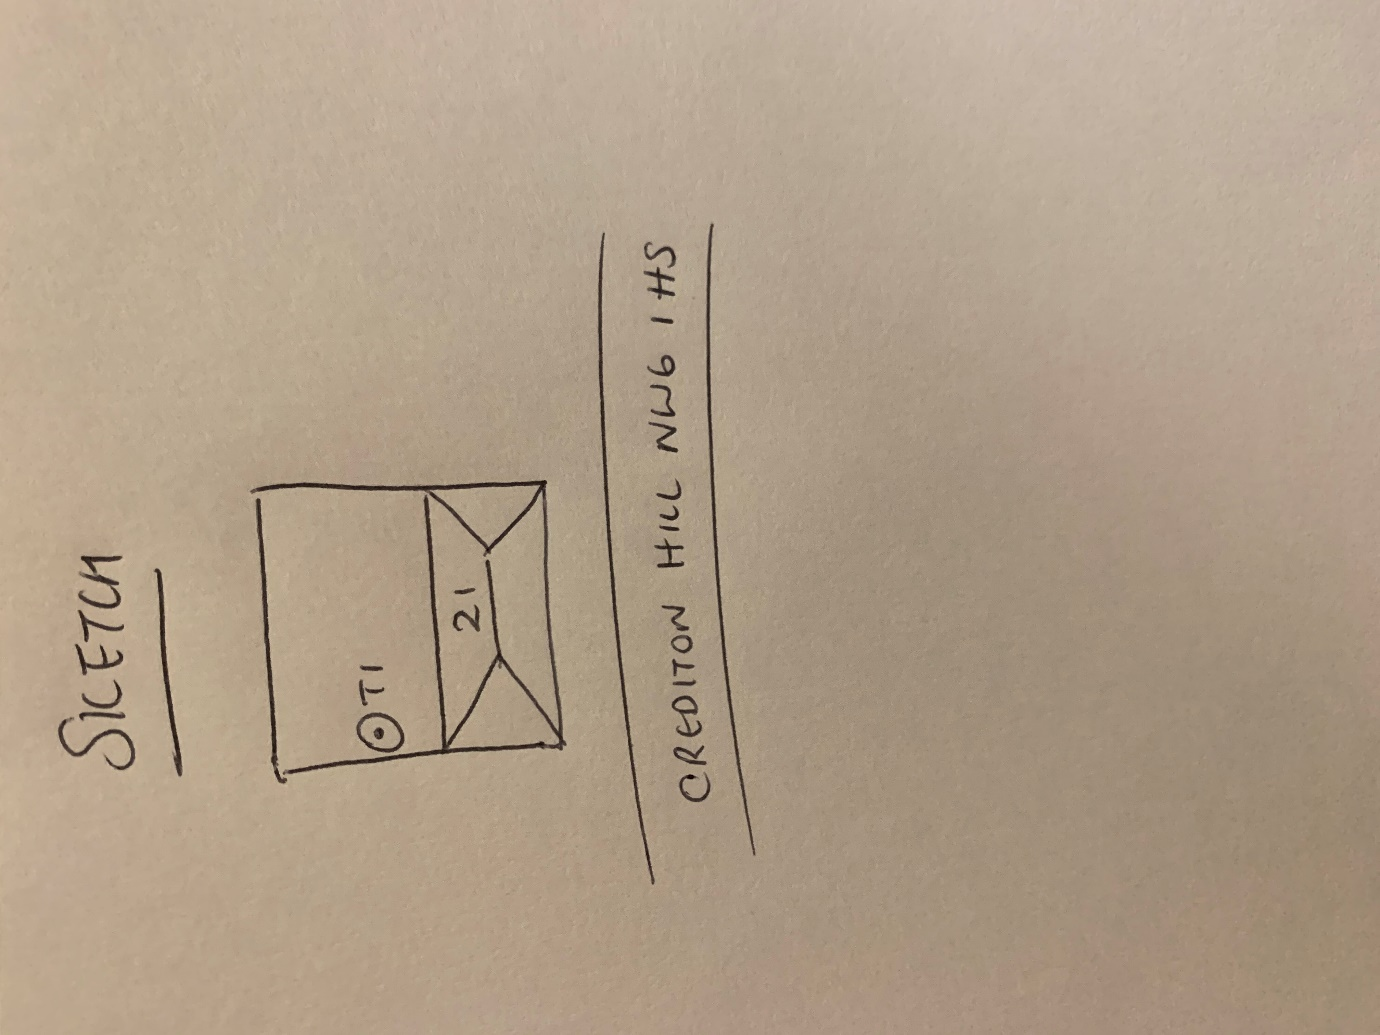 SKETCH
T1
21
CREDITON HILL NW6 1HS